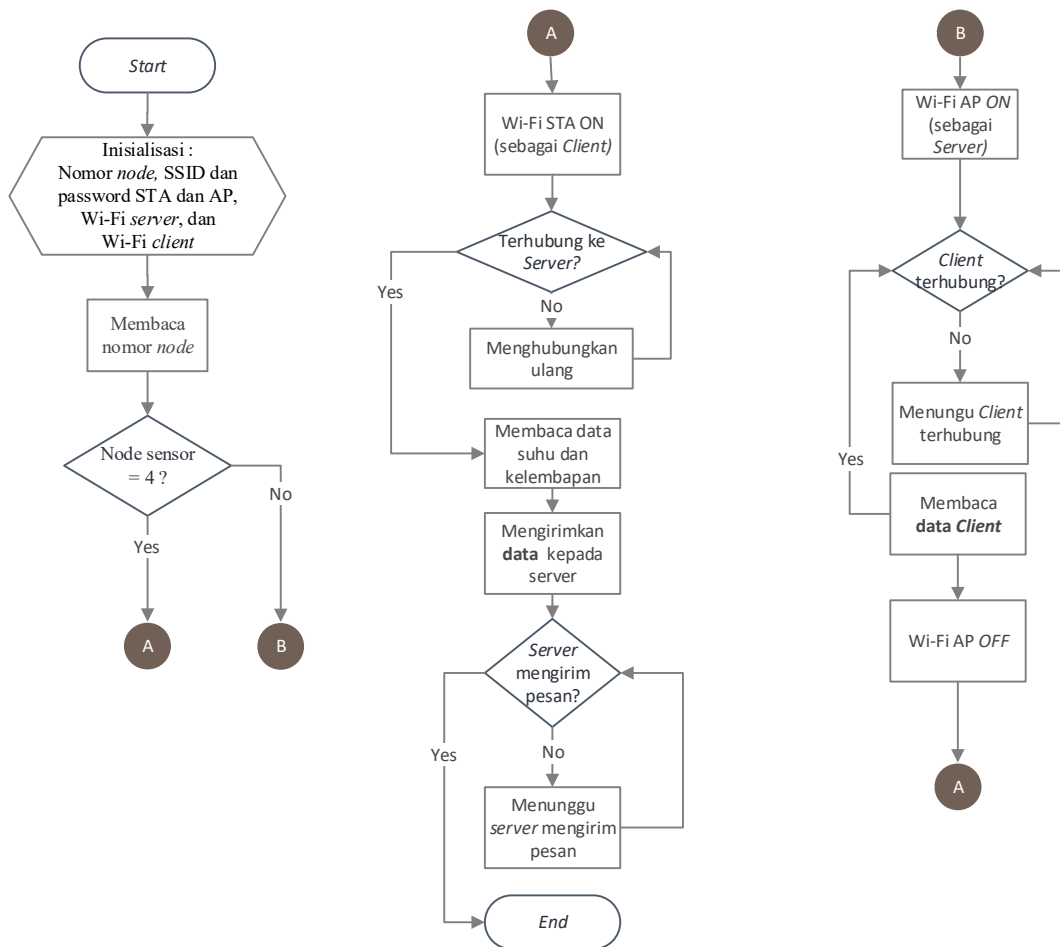 Start
Inisialisasi :
Nomor node, SSID dan
password STA dan AP,
Wi-Fi server, dan
Wi-Fi client
Membaca
nomor node
Node sensor
= 4 ?
No
Yes
A
B
A
Wi-Fi STA ON
(sebagai Client)
Terhubung ke
Server?
Yes
No
Menghubungkan
ulang
Membaca data
suhu dan
kelembapan
Mengirimkan
data kepada
server
Server
mengirim
pesan?
Yes
No
Menunggu
server mengirim
pesan
End
B
Wi-Fi AP ON
(sebagai
Server)
Client
terhubung?
No
Menungu Client
terhubung
Yes
Membaca
data Client
Wi-Fi AP OFF
A